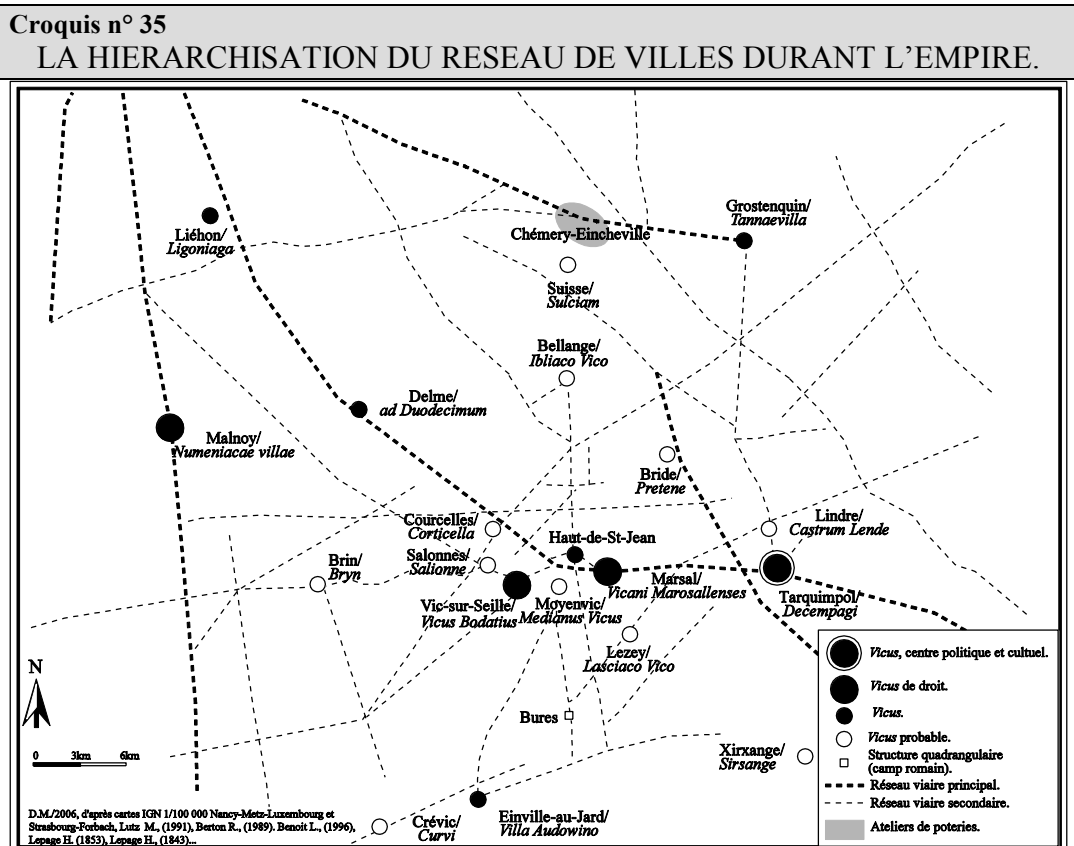 Croquis n° 35
LA HIERARCHISATION DU RESEAU DE VILLES DURANT L'EMPIRE.
Grostenquin/
Tannaevilla
Liéhon/
Ligoniaga
Chémery-Eincheville
Suisse/
Sulciam
Bellange/
Ibliaco Vico
Delme/
ad Duodecimum
Malnoy/
Numeniacae villae
Bride/
Pretene
Courcelles/
Corticella
Lindre/
Castrum Lende
Haut-de-St-Jean
Salonnes/
Salionne
Brin/
Bryn
Marsal/
Vicani Marosallenses
Tarquimpol/
Decempagi
Vic-sur-Seille/
Vicus Bodatius
Moyenvic/
Medianus Vicus
Lezey/
Lasciaco Vico
N
Bures
0 3km 6km
Xirxange/
Sirsange
Einville-au-Jard/
Villa Audowino
Crévic/
Curvi
Vicus, centre politique et cultuel.
Vicus de droit.
Vicus.
Vicus probable.
Structure quadrangulaire
(camp romain).
Réseau viaire principal.
Réseau viaire secondaire.
Ateliers de poteries.
D.M./2006, d'après cartes IGN 1/100 000 Nancy-Metz-Luxembourg et
Strasbourg-Forbach, Lutz M., (1991), Berton R., (1989). Benoit L., (1996),
Lepage H. (1853), Lepage H., (1843)...